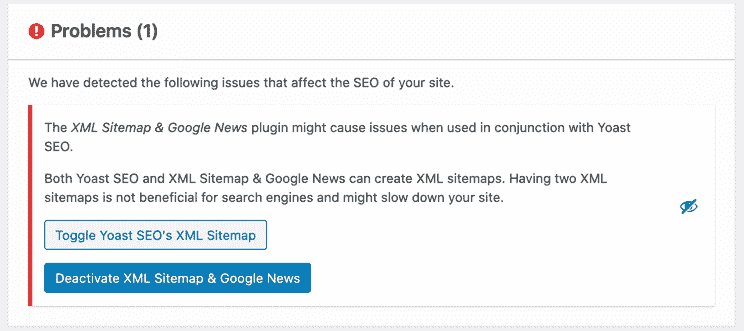 Problems (1)
We have detected the following issues that affect the SEO of your site.
The XML Sitemap & Google News plugin might cause issues when used in conjunction with Yoast
SEO.
Both Yoast SEO and XML Sitemap & Google News can create XML sitemaps. Having two XML
sitemaps is not beneficial for search engines and might slow down your site.
Toggle Yoast SEO's XML Sitemap
Deactivate XML Sitemap & Google News